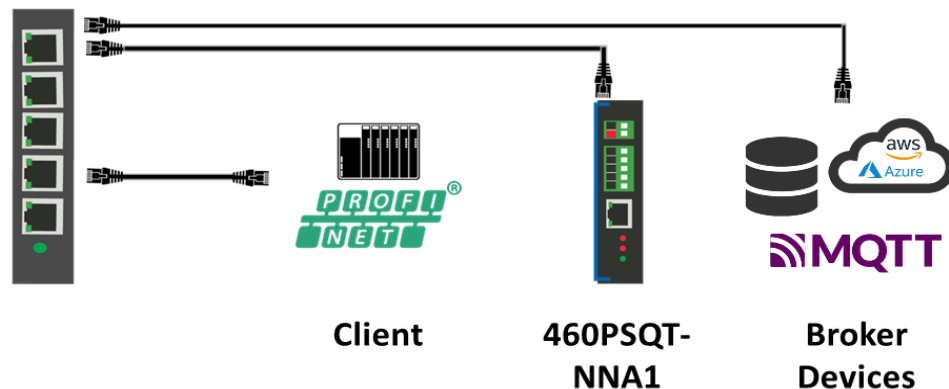 aws
Azure
PROFI®
NET
MQTT
Client
460PSQT-
NNA1
Broker
Devices